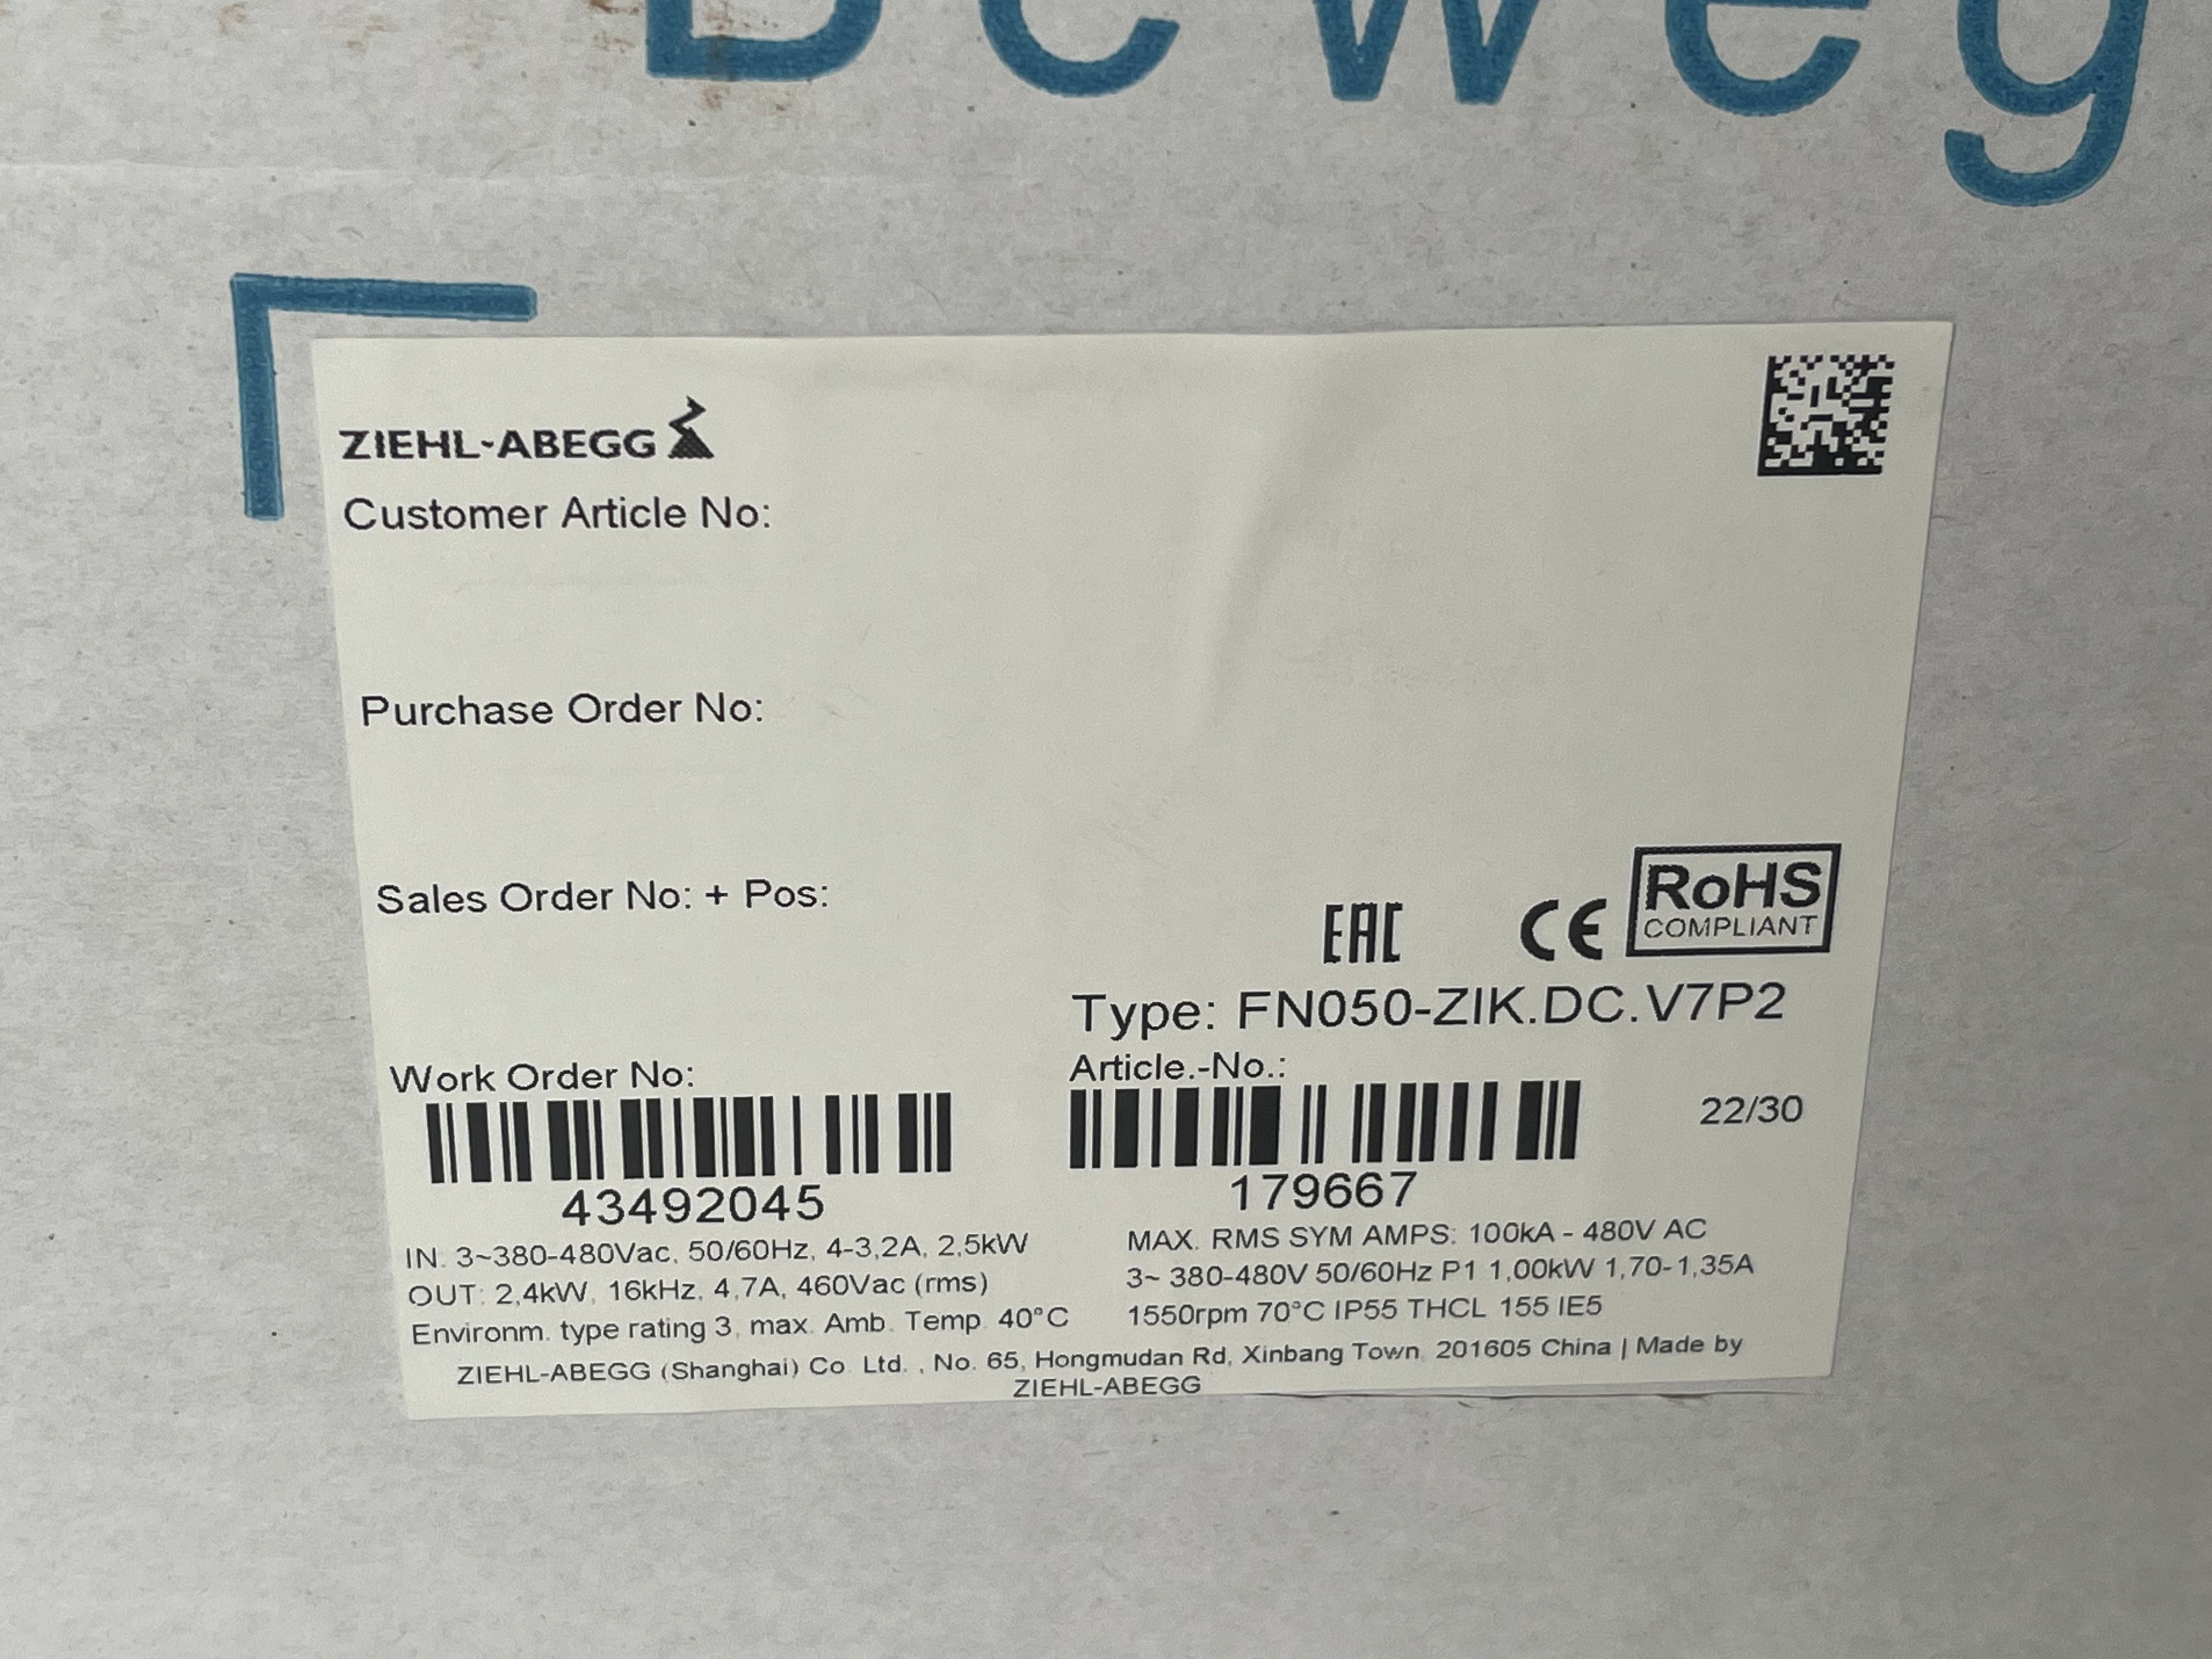 Beweg
ZIEHL-ABEGG
Customer Article No:
Purchase Order No:
Sales Order No: + Pos:
EAC CE RoHS
COMPLIANT
Type: FN050-ZIK.DC.V7P2
Work Order No:
Article.-No.:
22/30
43492045
179667
IN. 3~380-480Vac, 50/60Hz, 4-3,2A, 2,5kW
OUT: 2,4kW, 16kHz, 4,7A, 460Vac (rms)
Environm. type rating 3, max. Amb. Temp. 40°C
MAX. RMS SYM AMPS: 100kA - 480V AC
3~ 380-480V 50/60Hz P1 1,00kW 1,70-1,35A
1550rpm 70°C IP55 THCL 155 IE5
ZIEHL-ABEGG (Shanghai) Co. Ltd. , No. 65, Hongmudan Rd, Xinbang Town, 201605 China | Made by
ZIEHL-ABEGG